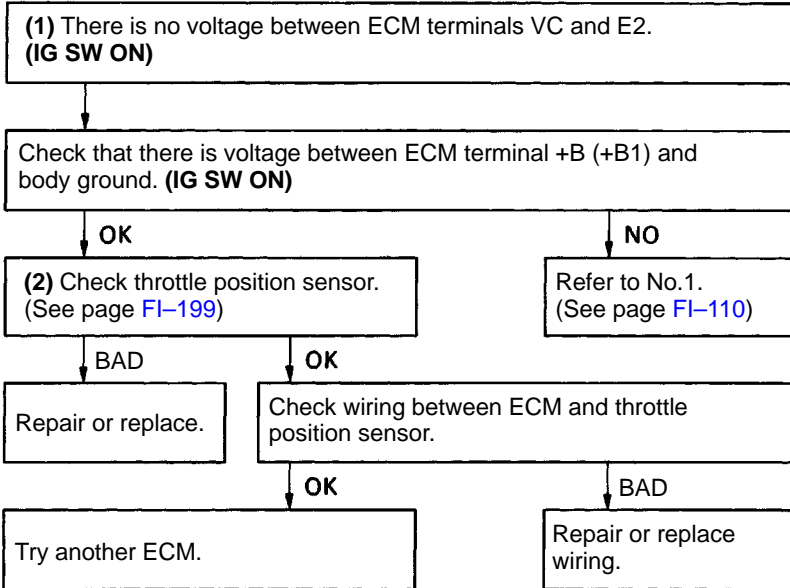 (1) There is no voltage between ECM terminals VC and E2.
(IG SW ON)
Check that there is voltage between ECM terminal +B (+B1) and
body ground. (IG SW ON)
OK
NO
(2) Check throttle position sensor.
(See page FI–199)
Refer to No.1.
(See page FI–110)
BAD
OK
Repair or replace.
Check wiring between ECM and throttle
position sensor.
OK
BAD
Try another ECM.
Repair or replace
wiring.